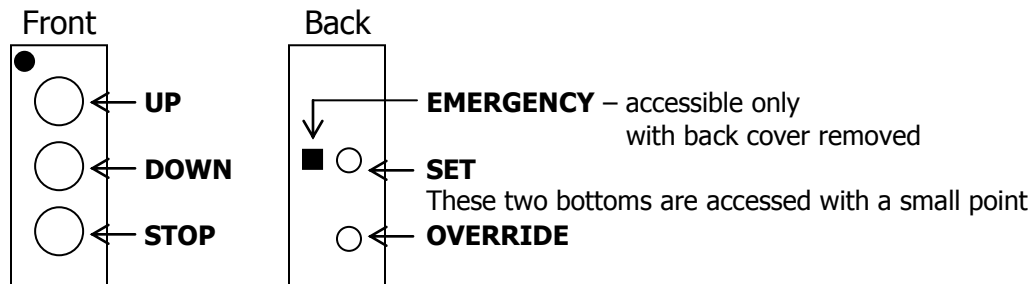 Front
Back
UP
EMERGENCY – accessible only
with back cover removed
DOWN
SET
These two bottoms are accessed with a small point
STOP
OVERRIDE